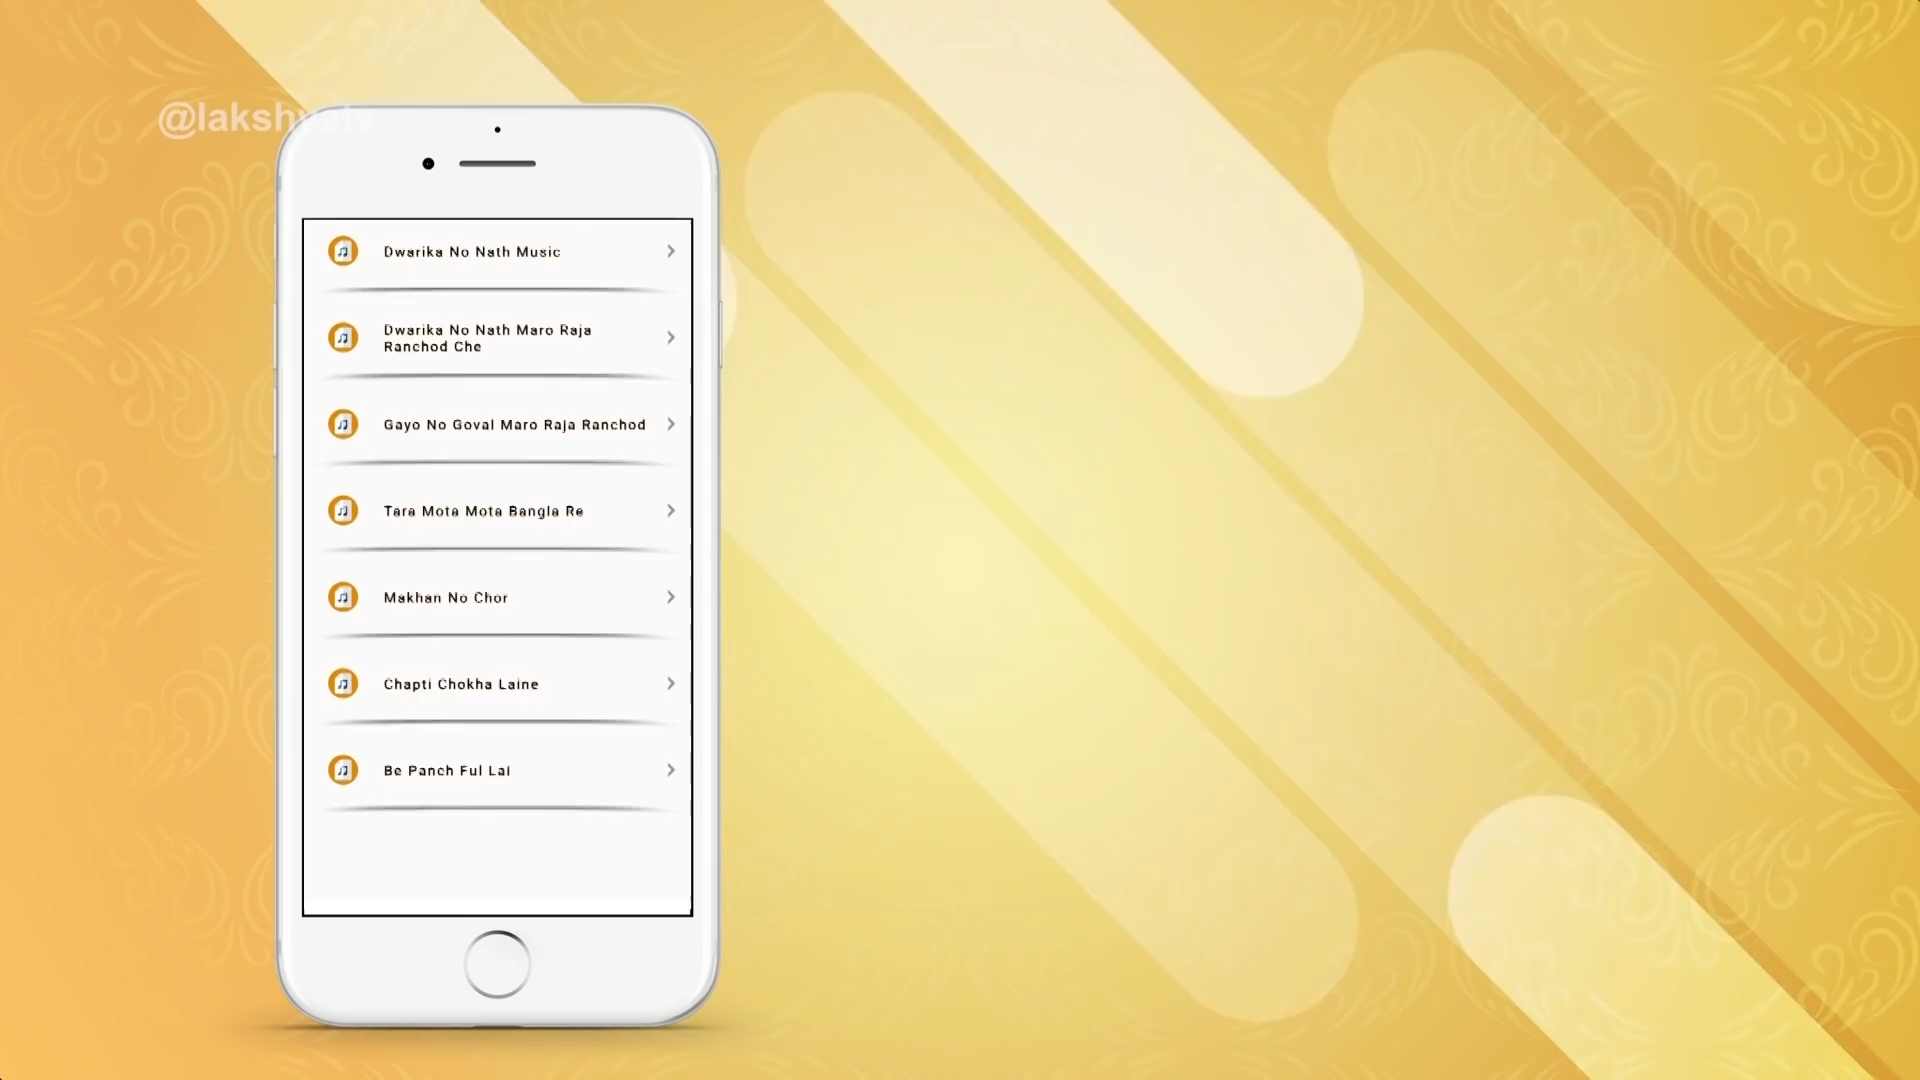 @lakshyatv
Dwarika No Nath Music
Dwarika No Nath Maro Raja
Ranchod Che
Gayo No Goval Maro Raja Ranchod
Tara Mota Mota Bangla Re
Makhan No Chor
Chapti Chokha Laine
Be Panch Ful Lai